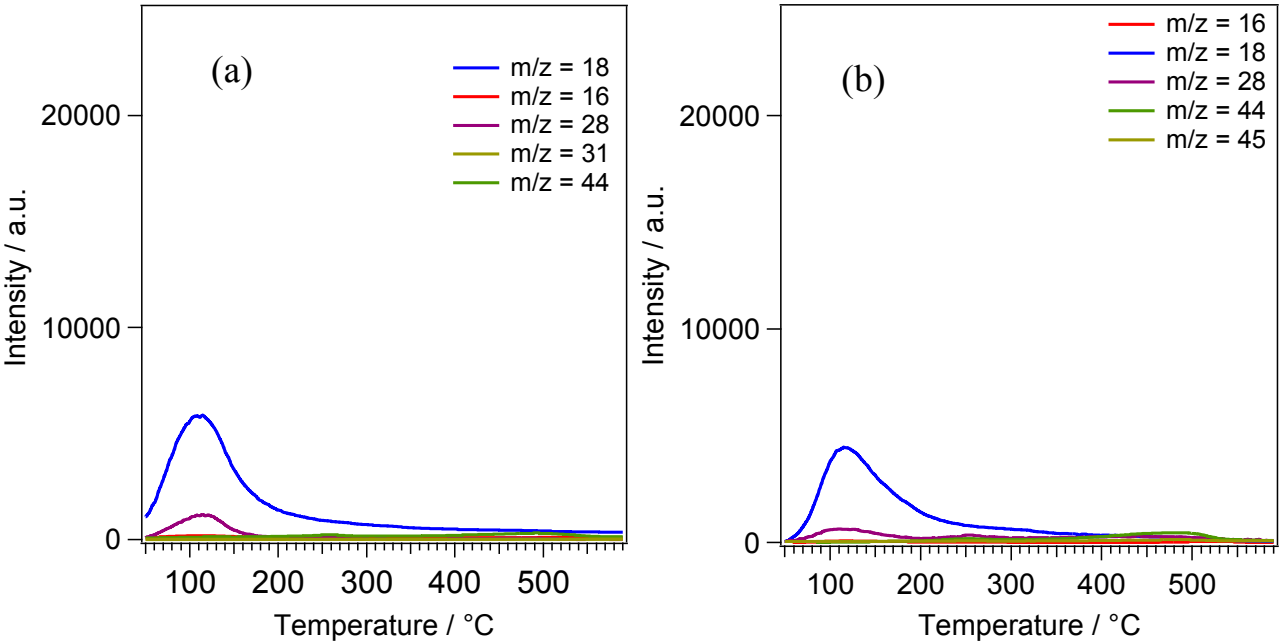 (a)
m/z = 18
m/z = 16
m/z = 28
m/z = 31
m/z = 44
Intensity / a.u.
20000
10000
0
100 200 300 400 500
Temperature / °C
(b)
m/z = 16
m/z = 18
m/z = 28
m/z = 44
m/z = 45
Intensity / a.u.
20000
10000
0
100 200 300 400 500
Temperature / °C